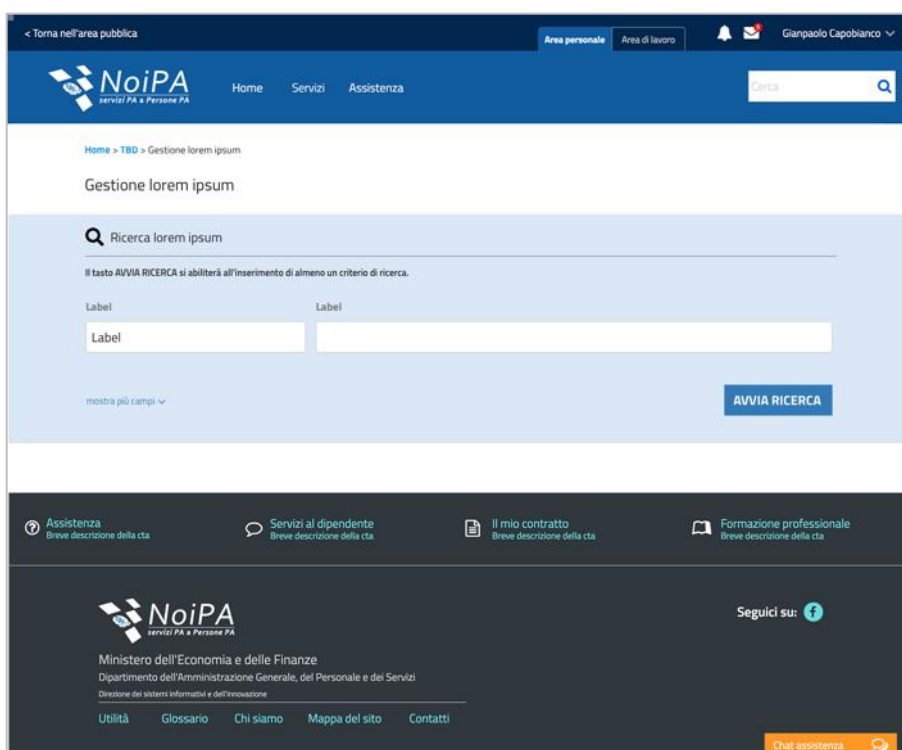 < Torna nell'area pubblica
Area personale
Area di lavoro
Gianpaolo Capobianco
NoiPA
servizi PA a Persone PA
Home
Servizi
Assistenza
Cerca
Home > TBD > Gestione lorem ipsum
Gestione lorem ipsum
Ricerca lorem ipsum
Il tasto AVVIA RICERCA si abiliterà all'inserimento di almeno un criterio di ricerca.
Label
Label
Label
mostra più campi
AVVIA RICERCA
Assistenza
Breve descrizione della cta
Servizi al dipendente
Breve descrizione della cta
Il mio contratto
Breve descrizione della cta
Formazione professionale
Breve descrizione della cta
NoiPA
servizi PA a Persone PA
Seguici su:
Ministero dell'Economia e delle Finanze
Dipartimento dell'Amministrazione Generale, del Personale e dei Servizi
Direzione dei sistemi informativi e dell'innovazione
Utilità
Glossario
Chi siamo
Mappa del sito
Contatti
Chat assistenza